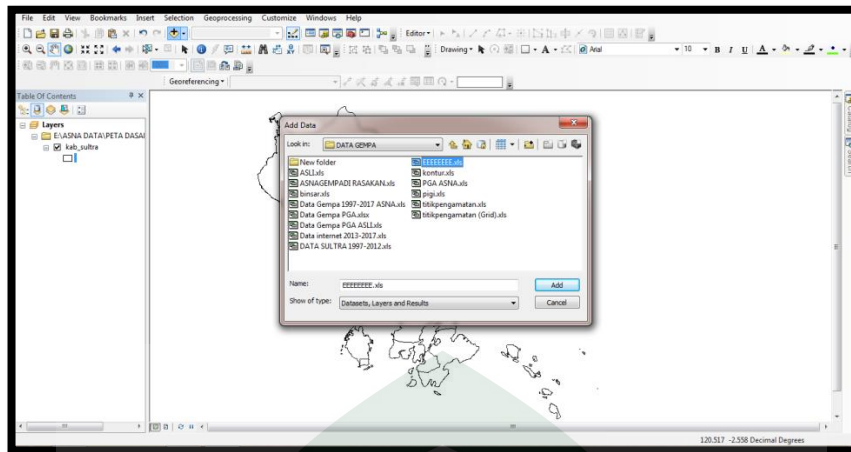 File Edit View Bookmarks Insert Selection Geoprocessing Customize Windows Help
Editor
Drawing A Arial 10 B I U A
Georeferencing
Table Of Contents
Layers
E:\ASNA DATA\PETA DASAI
kab_sultra
Add Data
Look in: DATA GEMPA
New folder
ASLI.xls
ASNAGEMPADI RASAKAN.xls
binsar.xls
Data Gempa 1997-2017 ASNA.xls
Data Gempa PGA.xlsx
Data Gempa PGA ASLI.xls
Data internet 2013-2017.xls
DATA SULTRA 1997-2012.xls
EEEEEEEE.xls
kontur.xls
PGA ASNA.xls
pigi.xls
titikpengamatan.xls
titikpengamatan (Grid).xls
Name: EEEEEEEE.xls Add
Show of type: Datasets, Layers and Results Cancel
Catalog
Search
120.517 -2.558 Decimal Degrees